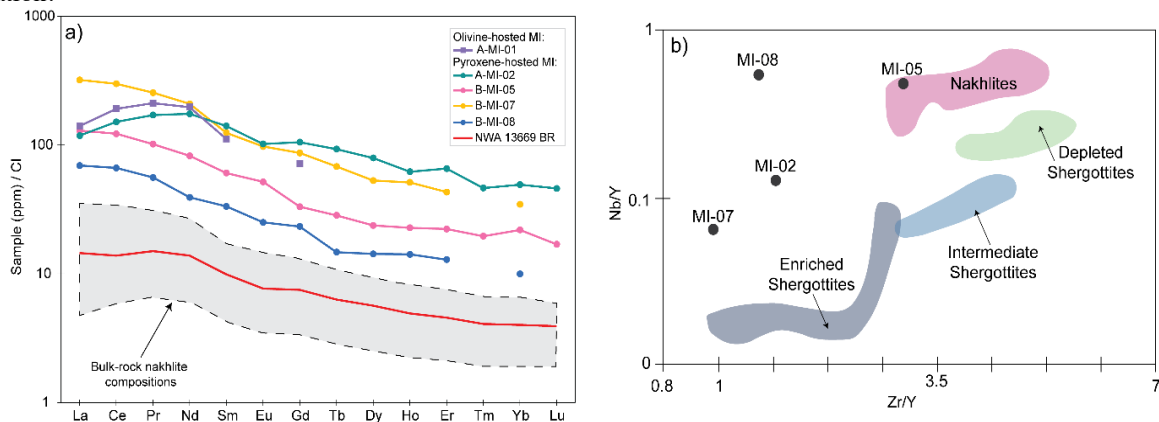 1000
a)
Olivine-hosted MI:
A-MI-01
Pyroxene-hosted MI:
A-MI-02
B-MI-05
B-MI-07
B-MI-08
NWA 13669 BR
100
10
1
Sample (ppm) / CI
Bulk-rock nakhlite
compositions
La Ce Pr Nd Sm Eu Gd Tb Dy Ho Er Tm Yb Lu
1
b)
MI-08
MI-05
Nakhlites
MI-02
Depleted
Shergottites
0.1
Nb/Y
MI-07
Enriched
Shergottites
Intermediate
Shergottites
0
0.8 1 3.5 7
Zr/Y